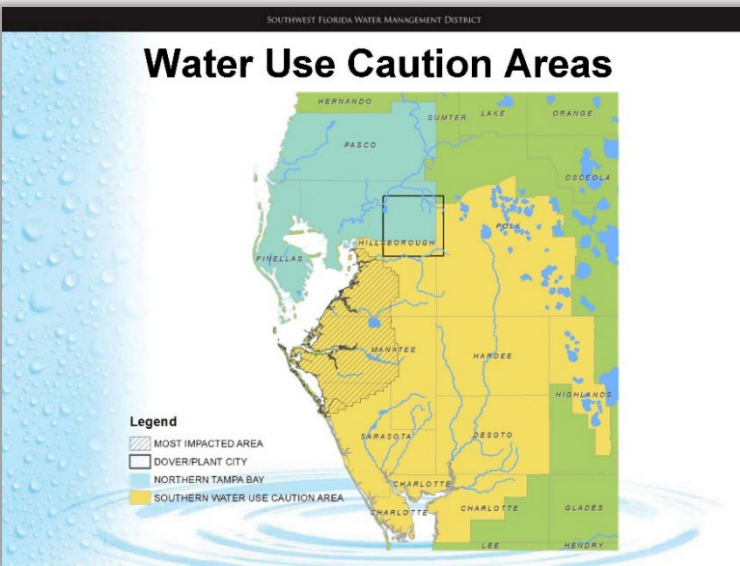 SOUTHWEST FLORIDA WATER MANAGEMENT DISTRICT
Water Use Caution Areas
HERNANDO
SUMTER
LAKE
ORANGE
PASCO
OSCEOLA
POLK
HILLSBOROUGH
PINELLAS
MANATEE
HARDEE
HIGHLANDS
SARASOTA
DESOTO
CHARLOTTE
CHARLOTTE
CHARLOTTE
GLADES
LEE
HENDRY
Legend
MOST IMPACTED AREA
DOVER/PLANT CITY
NORTHERN TAMPA BAY
SOUTHERN WATER USE CAUTION AREA